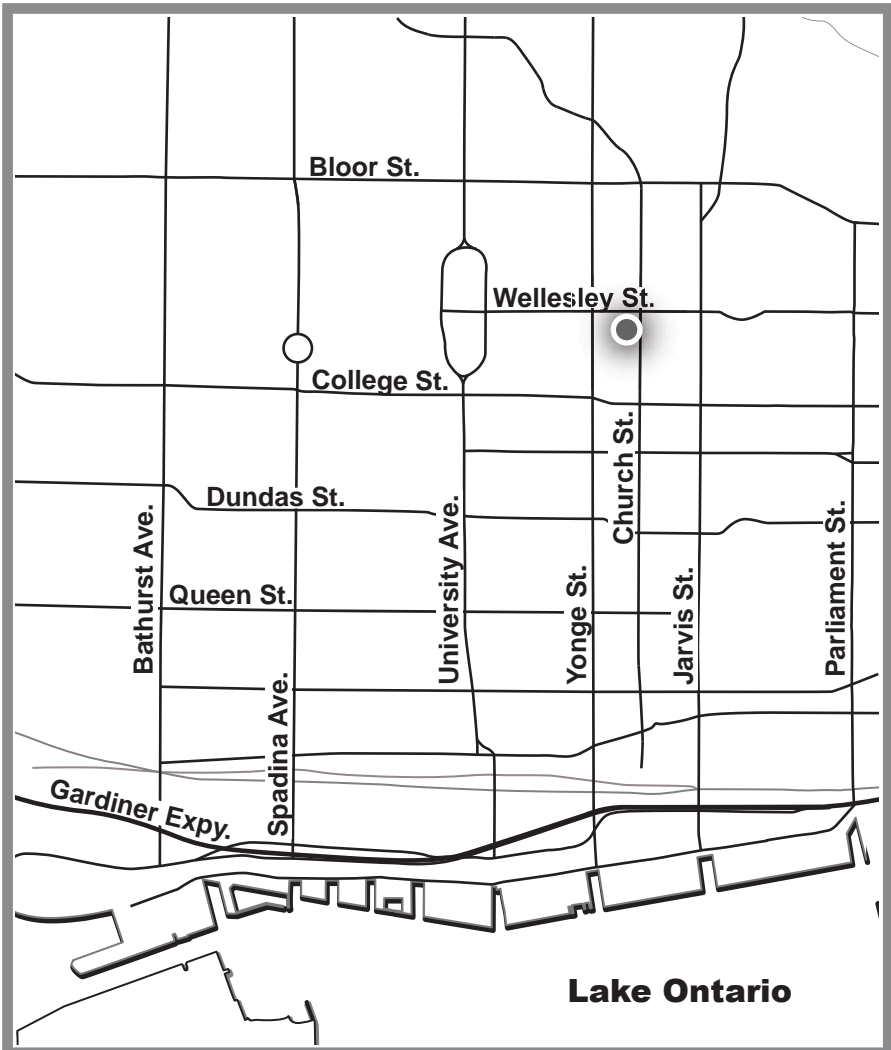 Bloor St.
Wellesley St.
College St.
Church St.
Dundas St.
Bathurst Ave.
University Ave.
Parliament St.
Queen St.
Yonge St.
Jarvis St.
Spadina Ave.
Gardiner Expy.
Lake Ontario